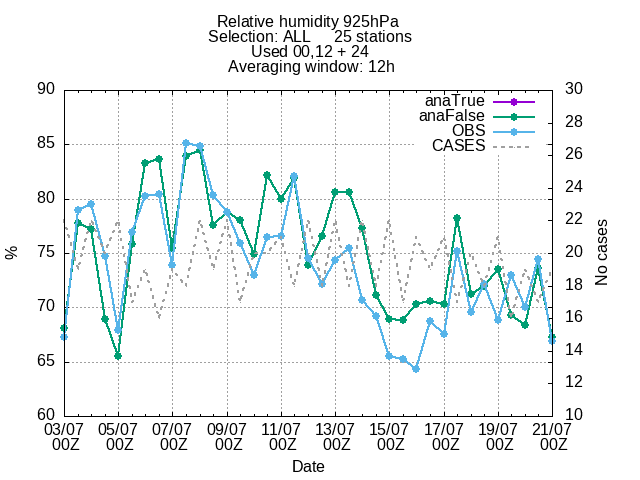 Relative humidity 925hPa
Selection: ALL 25 stations
Used 00,12 + 24
Averaging window: 12h
anaTrue
anaFalse
OBS
CASES
%
90
85
80
75
70
65
60
No cases
30
28
26
24
22
20
18
16
14
12
10
03/07 05/07 07/07 09/07 11/07 13/07 15/07 17/07 19/07 21/07
00Z 00Z 00Z 00Z 00Z 00Z 00Z 00Z 00Z 00Z
Date